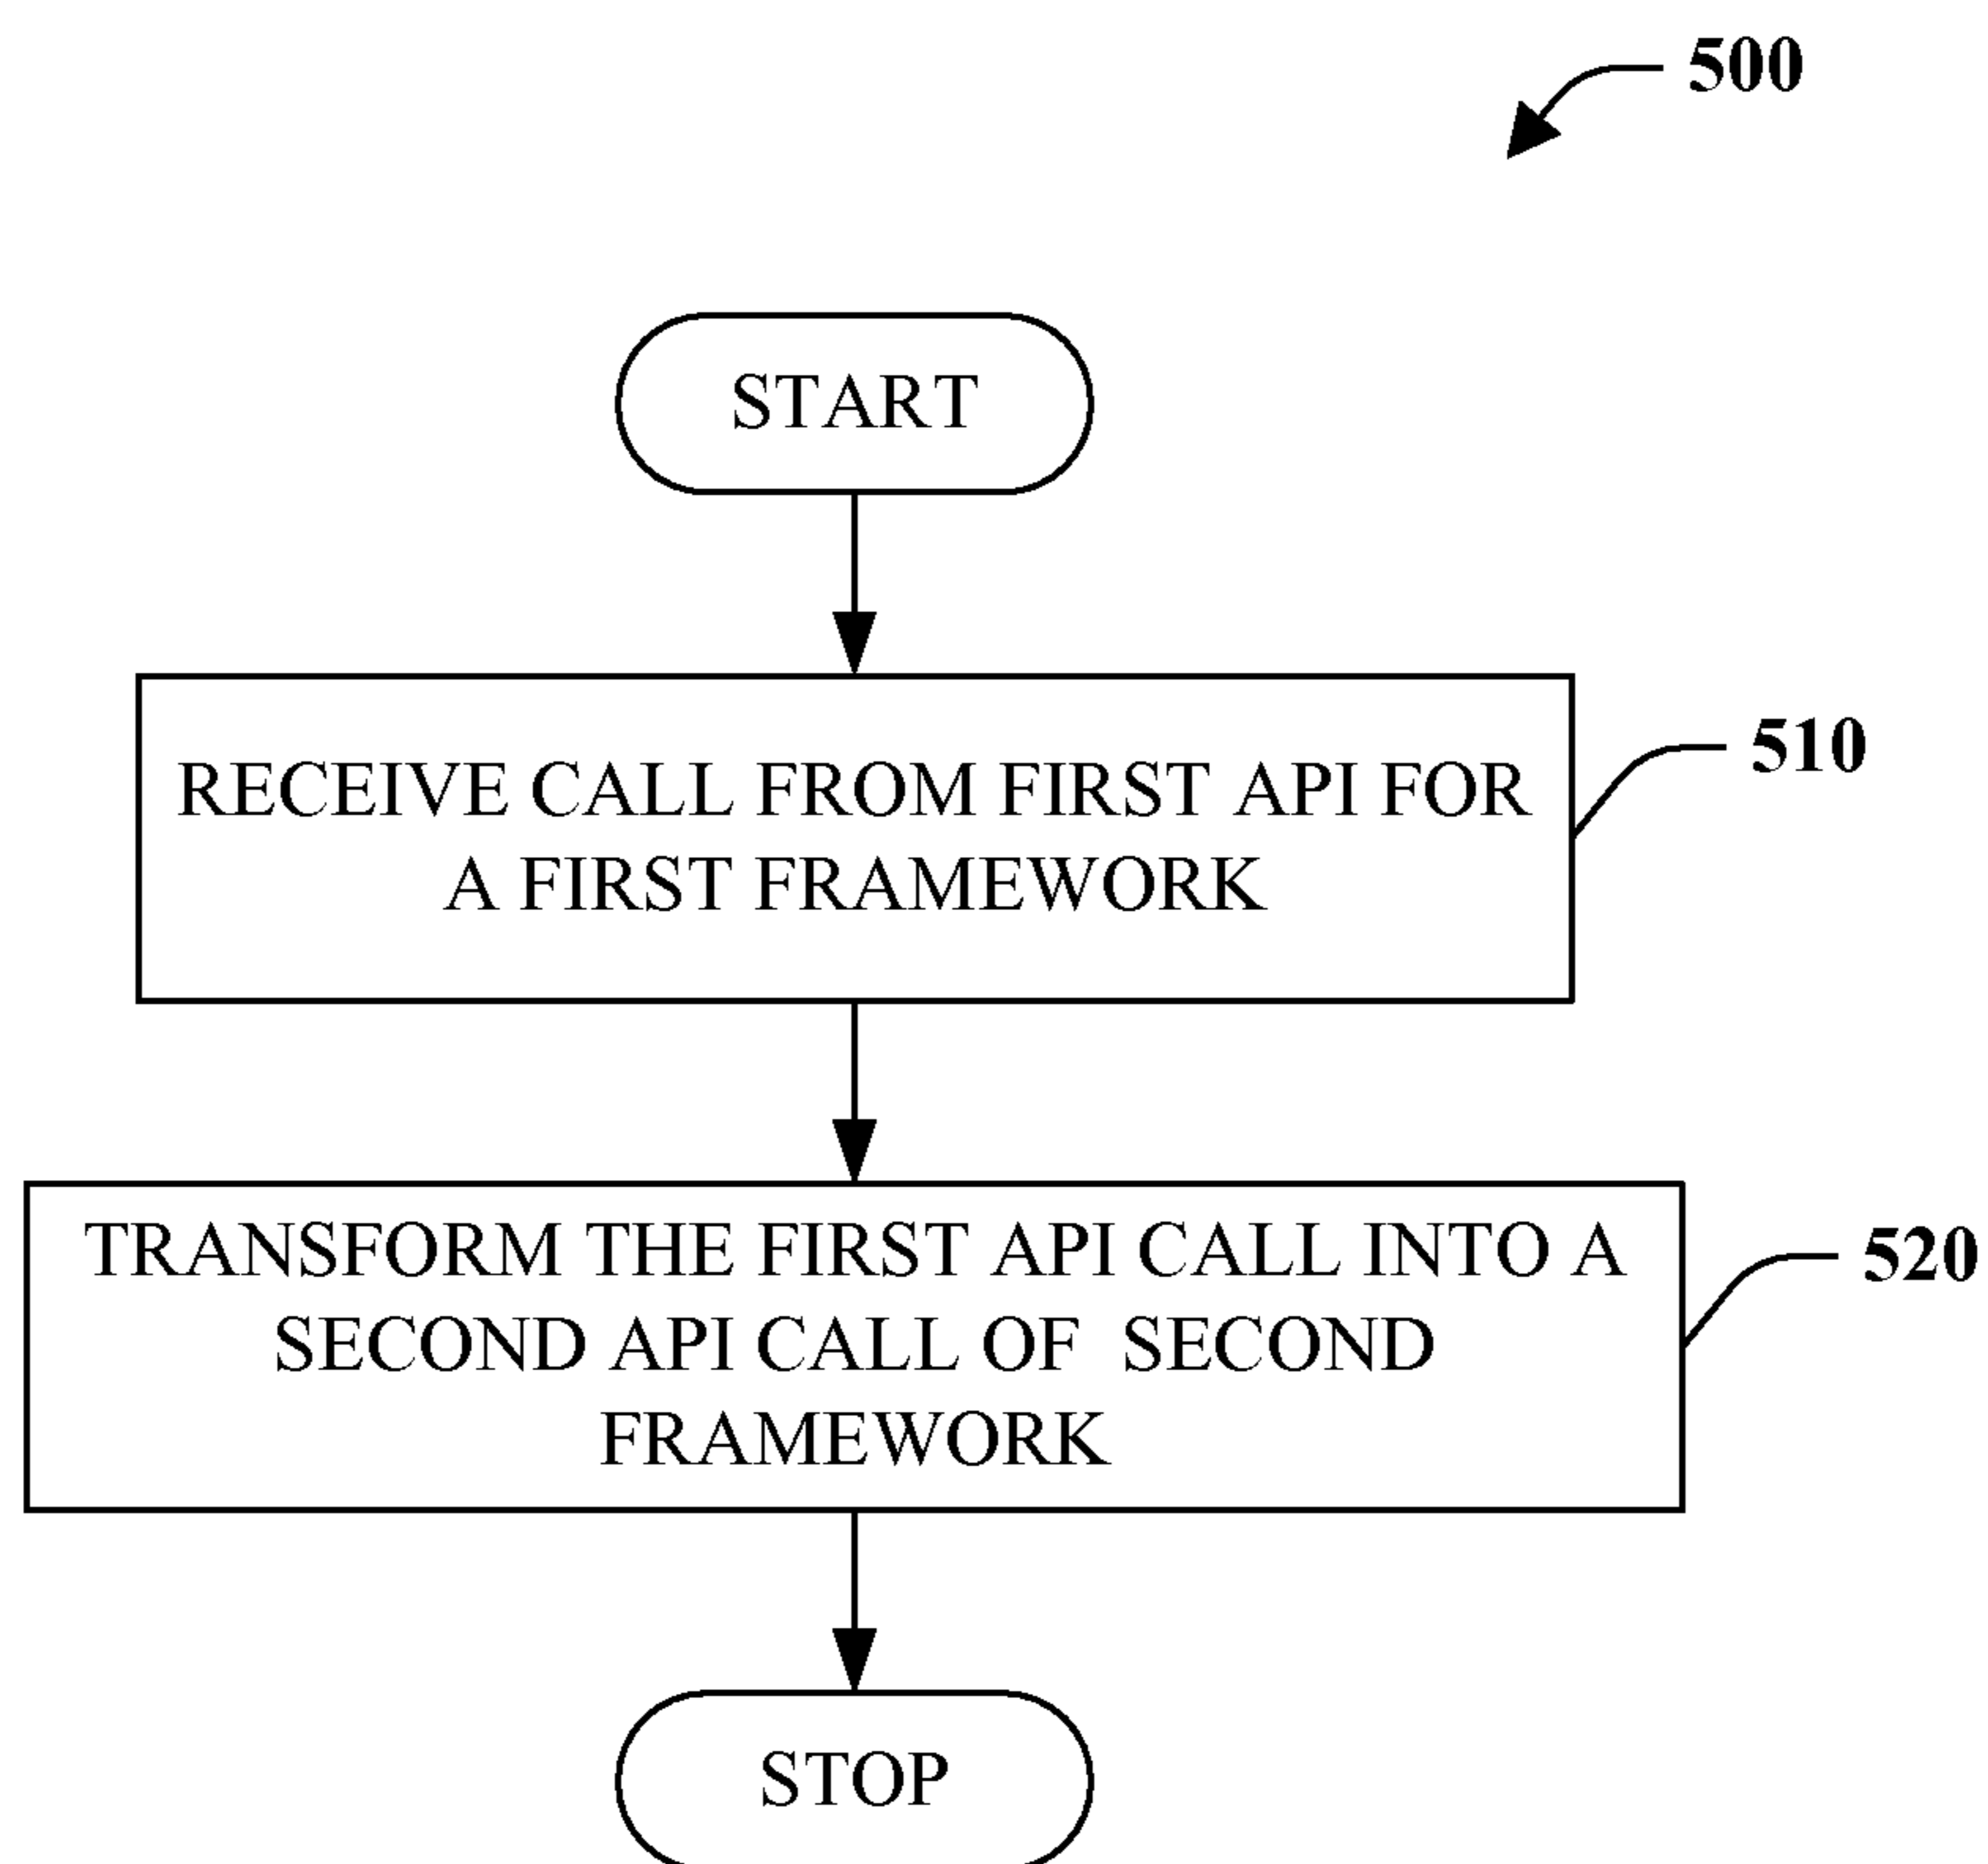 500
START
RECEIVE CALL FROM FIRST API FOR
A FIRST FRAMEWORK
510
TRANSFORM THE FIRST API CALL INTO A
SECOND API CALL OF SECOND
FRAMEWORK
520
STOP